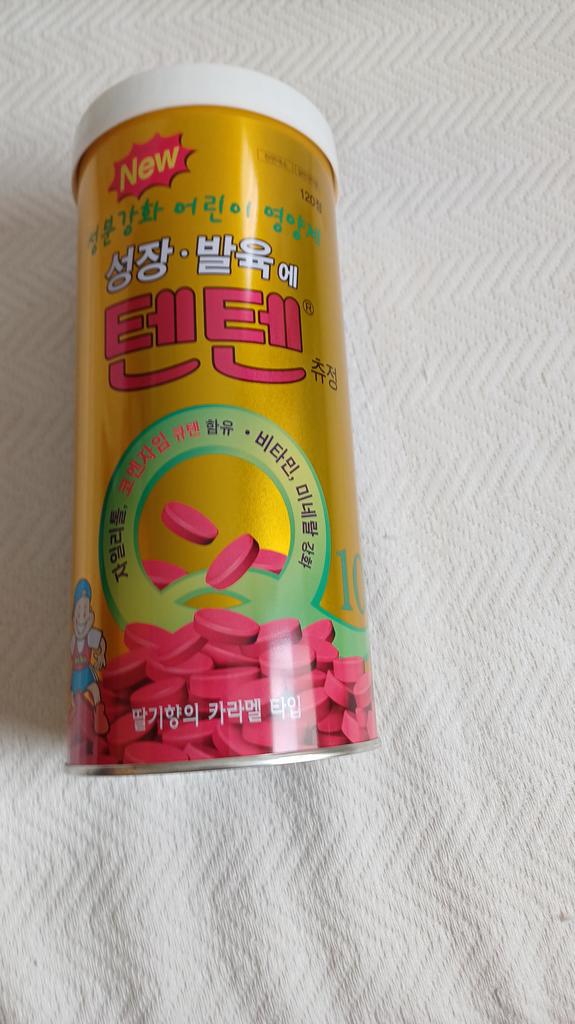 New
120정
성분강화 어린이 영양제
성장·발육에
텐텐®
츄정
자일리톨, 코엔자임 큐텐 함유 · 비타민, 미네랄 강화
10
딸기향의 카라멜 타입